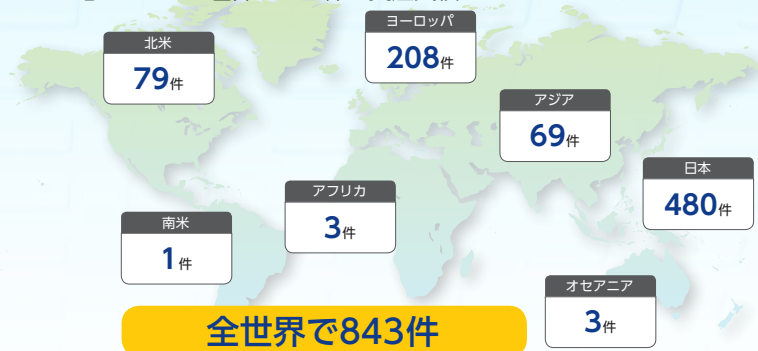 ヨーロッパ
208件
北米
79件
アジア
69件
日本
480件
アフリカ
3件
南米
1件
オセアニア
3件
全世界で843件